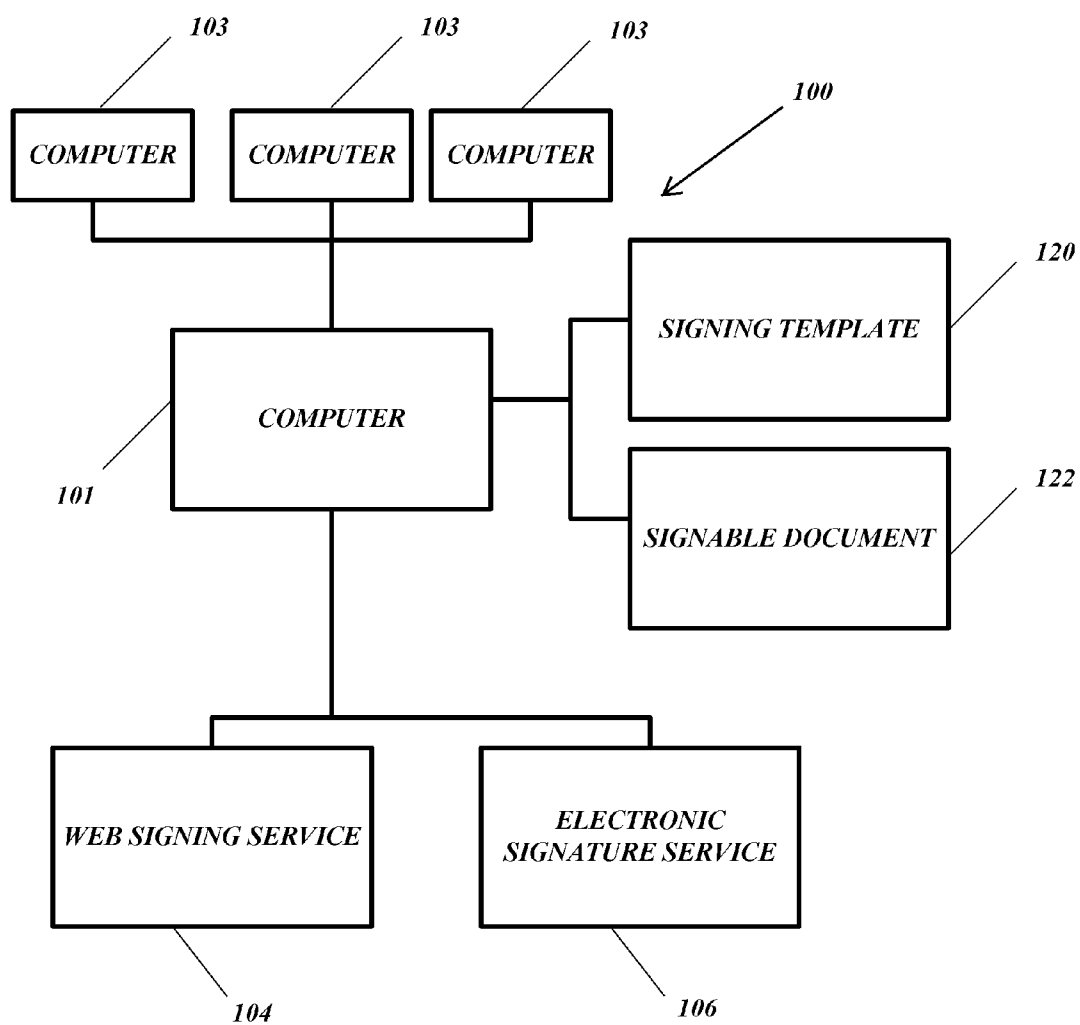 103
103
103
100
COMPUTER
COMPUTER
COMPUTER
120
SIGNING TEMPLATE
COMPUTER
101
122
SIGNABLE DOCUMENT
WEB SIGNING SERVICE
ELECTRONIC
SIGNATURE SERVICE
104
106